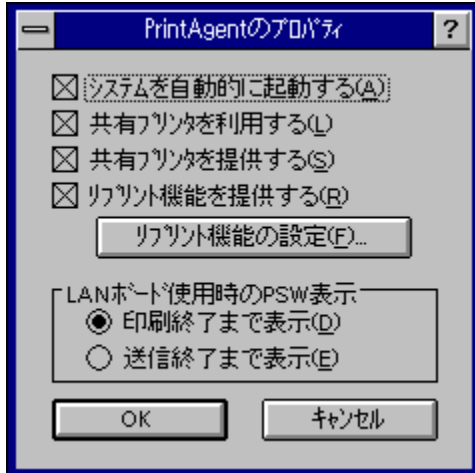 PrintAgentのプロパティ
?
システムを自動的に起動する(A)
共有プリンタを利用する(L)
共有プリンタを提供する(S)
リプリント機能を提供する(R)
リプリント機能の設定(F)...
LANボード使用時のPSW表示
印刷終了まで表示(D)
送信終了まで表示(E)
OK
キャンセル